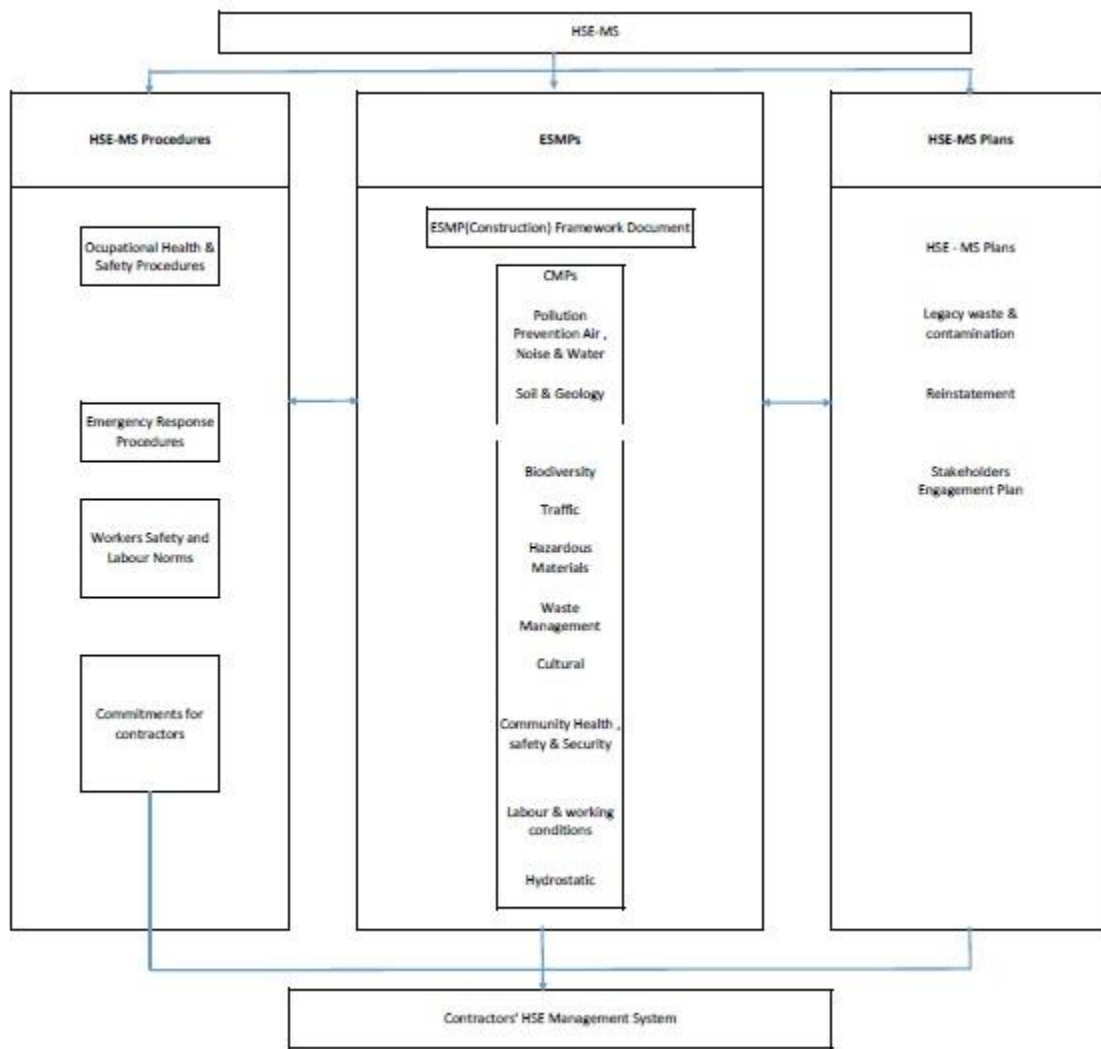 HSE-MS
HSE-MS Procedures
Ocupational Health &
Safety Procedures
Emergency Response
Procedures
Workers Safety and
Labour Norms
Commitments for
contractors
ESMPs
ESMP(Construction) Framework Document
CMPs
Pollution
Prevention Air ,
Noise & Water
Soil & Geology
Biodiversity
Traffic
Hazardous
Materials
Waste
Management
Cultural
Community Health ,
safety & Security
Labour & working
conditions
Hydrostatic
HSE-MS Plans
HSE - MS Plans
Legacy waste &
contamination
Reinstatement
Stakeholders
Engagement Plan
Contractors' HSE Management System